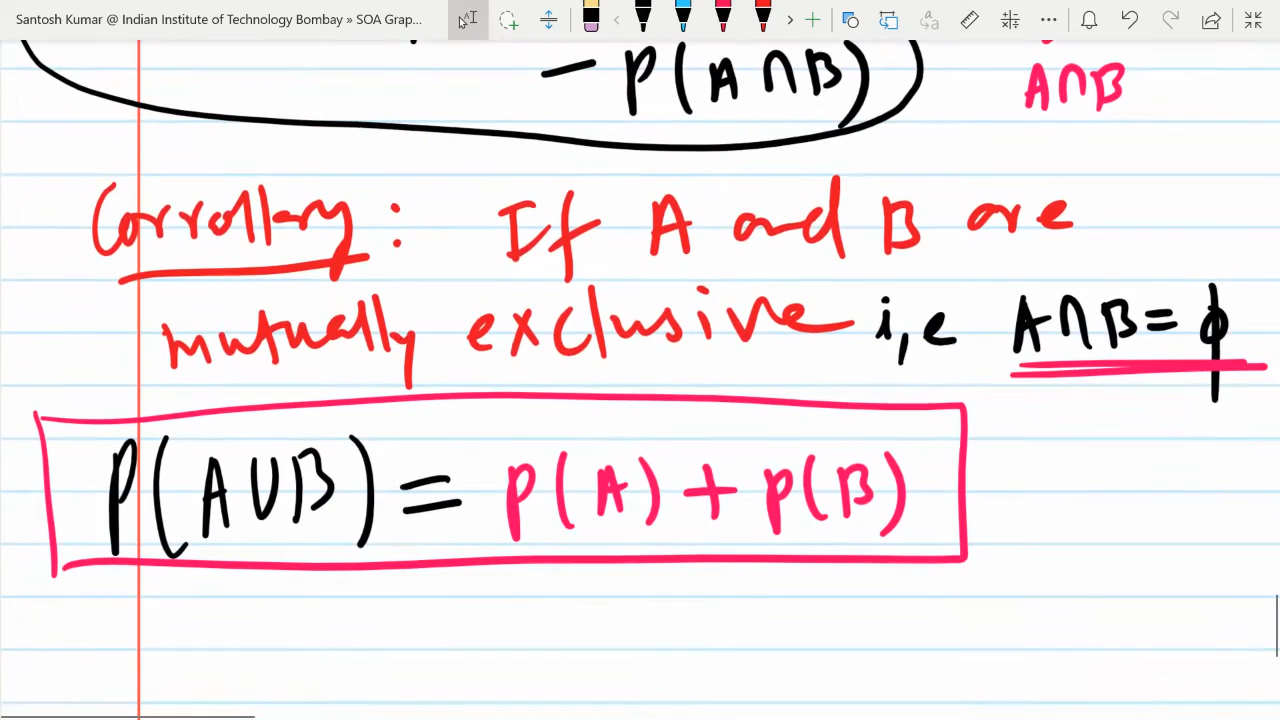 Santosh Kumar @ Indian Institute of Technology Bombay » SOA Grap...
- P(A∩B)
A∩B
Corrollary: If A and B are
mutually exclusive i,e A∩B = ϕ
P(A∪B) = P(A) + P(B)